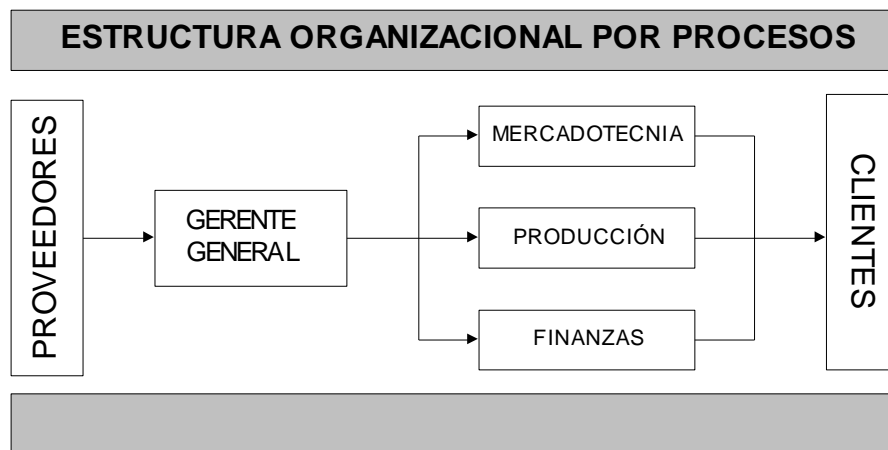 ESTRUCTURA ORGANIZACIONAL POR PROCESOS
PROVEEDORES
GERENTE
GENERAL
MERCADOTECNIA
PRODUCCIÓN
FINANZAS
CLIENTES